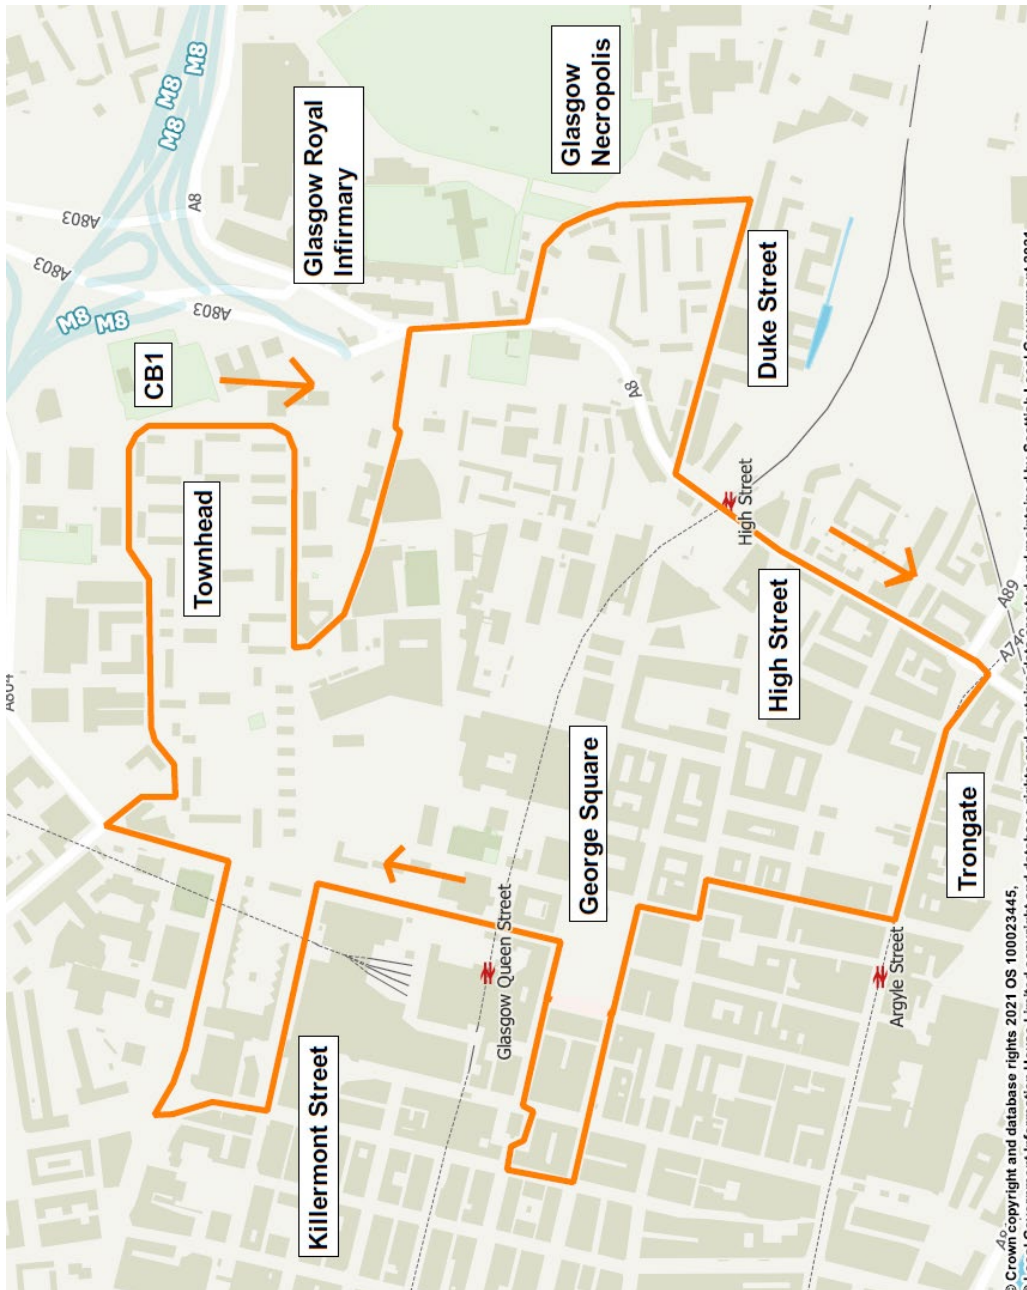 A804
A803
A803
M8
M8
M8
M8
M8
A8
A803
CB1
Townhead
Glasgow Royal
Infirmary
Killermont Street
Glasgow Queen Street
Glasgow
Necropolis
George Square
A8
High Street
Duke Street
High Street
Argyle Street
Trongate
A89
© Crown copyright and database rights 2021 OS 100023445,